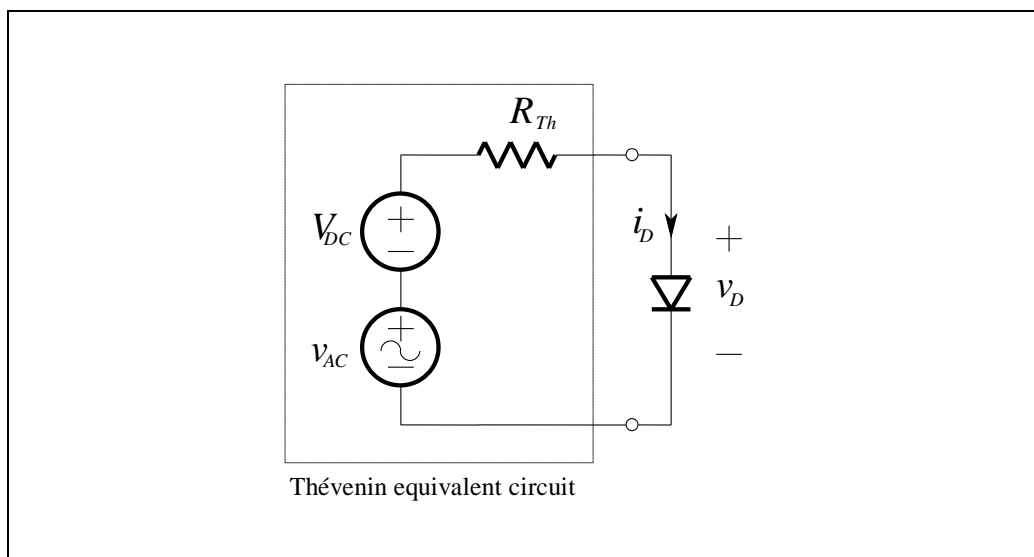 R_Th
V_DC
+
−
i_D
+
v_D
−
v_AC
+
−
Thévenin equivalent circuit